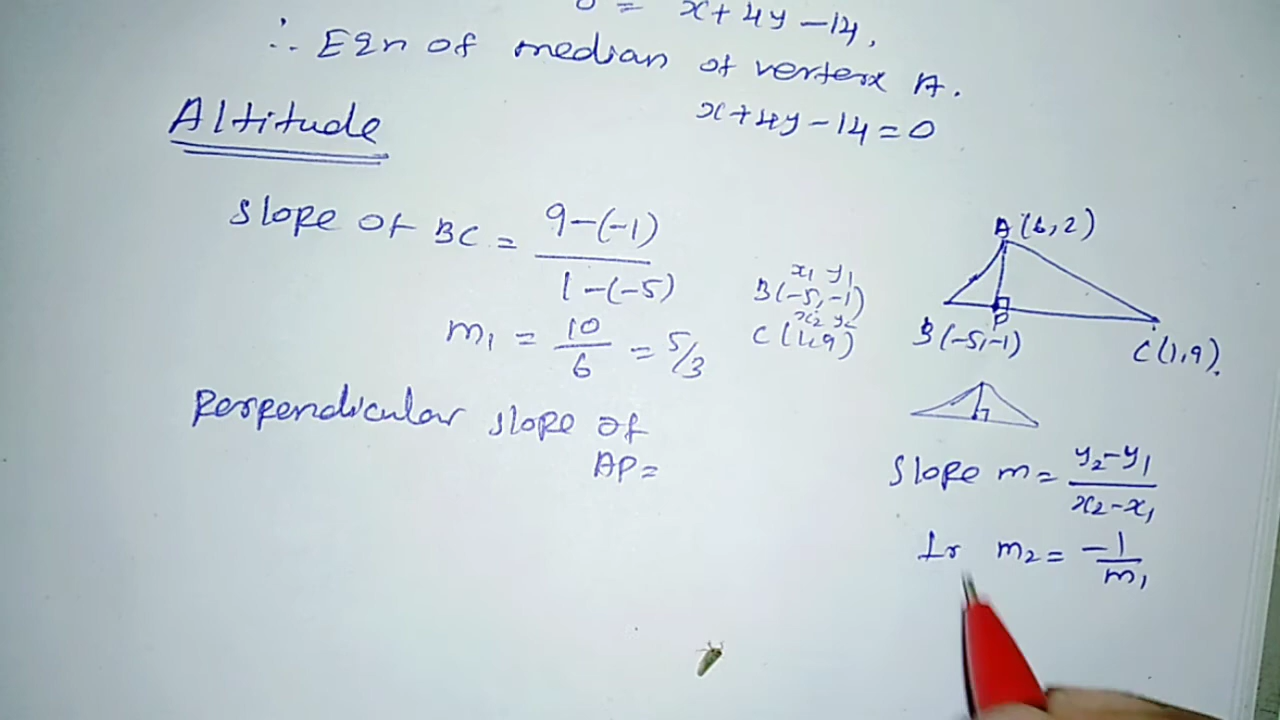 0 = x+4y-14,
∴ Eqn of median of vertex A.
x+4y-14=0
Altitude
Slope of BC = 9-(-1) / 1-(-5)
m₁ = 10/6 = 5/3
x₁ y₁
B(-5,-1)
x₂ y₂
C(1,9)
Perpendicular slope of
AP=
A(6,2)
P
B(-5,-1)
C(1,9).
Slope m = y₂-y₁ / x₂-x₁
⊥r m₂ = -1/m₁